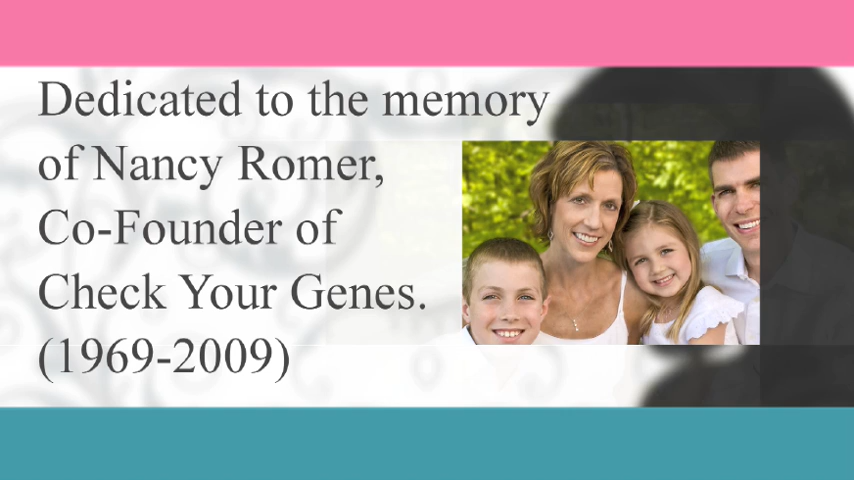 Dedicated to the memory
of Nancy Romer,
Co-Founder of
Check Your Genes.
(1969-2009)